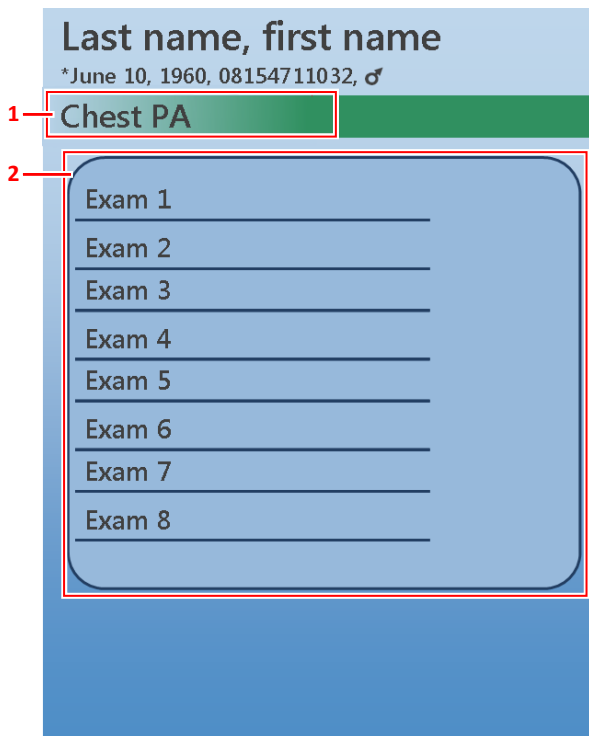 Last name, first name
*June 10, 1960, 08154711032, ♂
1
Chest PA
2
Exam 1
Exam 2
Exam 3
Exam 4
Exam 5
Exam 6
Exam 7
Exam 8